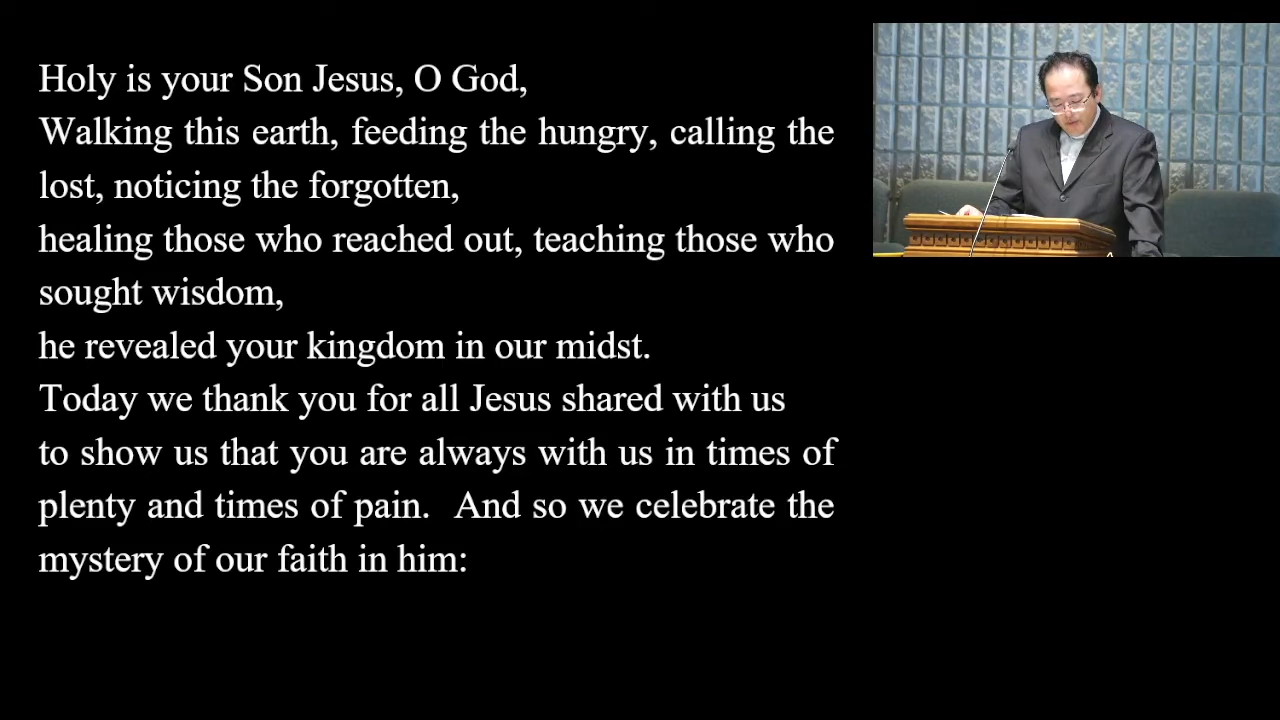 Holy is your Son Jesus, O God,
Walking this earth, feeding the hungry, calling the
lost, noticing the forgotten,
healing those who reached out, teaching those who
sought wisdom,
he revealed your kingdom in our midst.
Today we thank you for all Jesus shared with us
to show us that you are always with us in times of
plenty and times of pain.  And so we celebrate the
mystery of our faith in him: